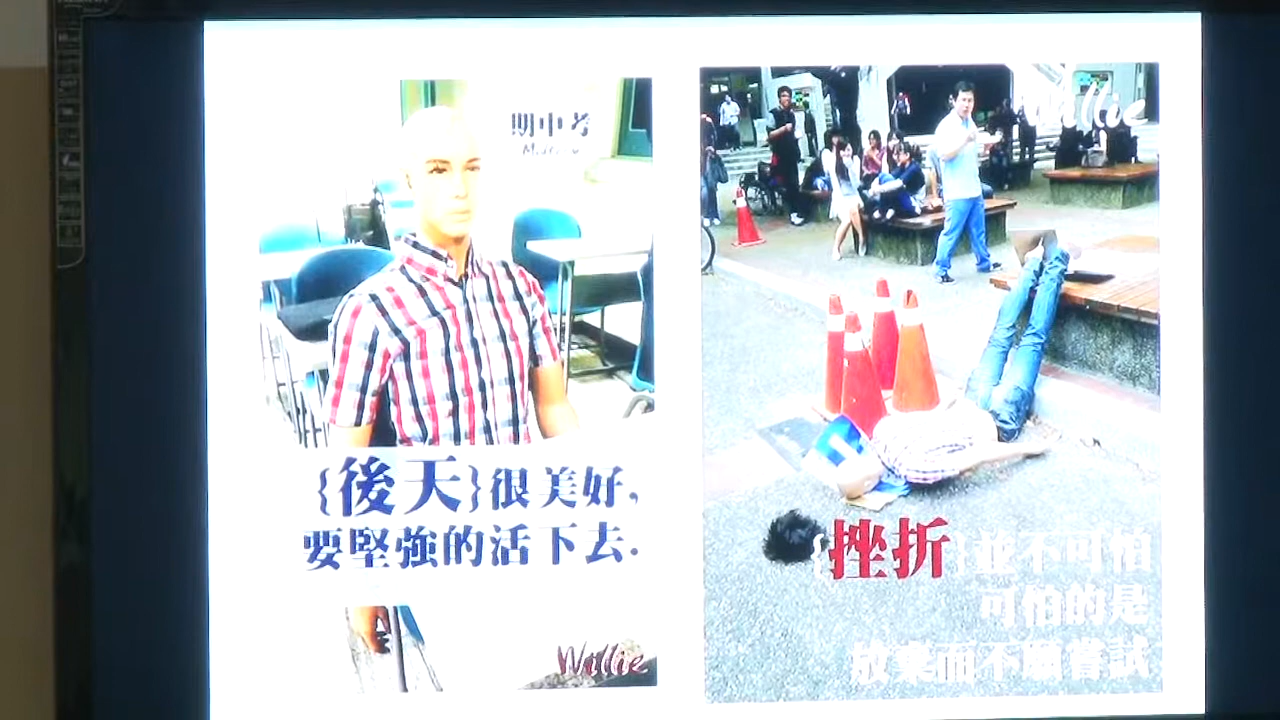 期中考
{後天}很美好,
要堅強的活下去.
Willie
Willie
{挫折}並不可怕
可怕的是
放棄而不願嘗試